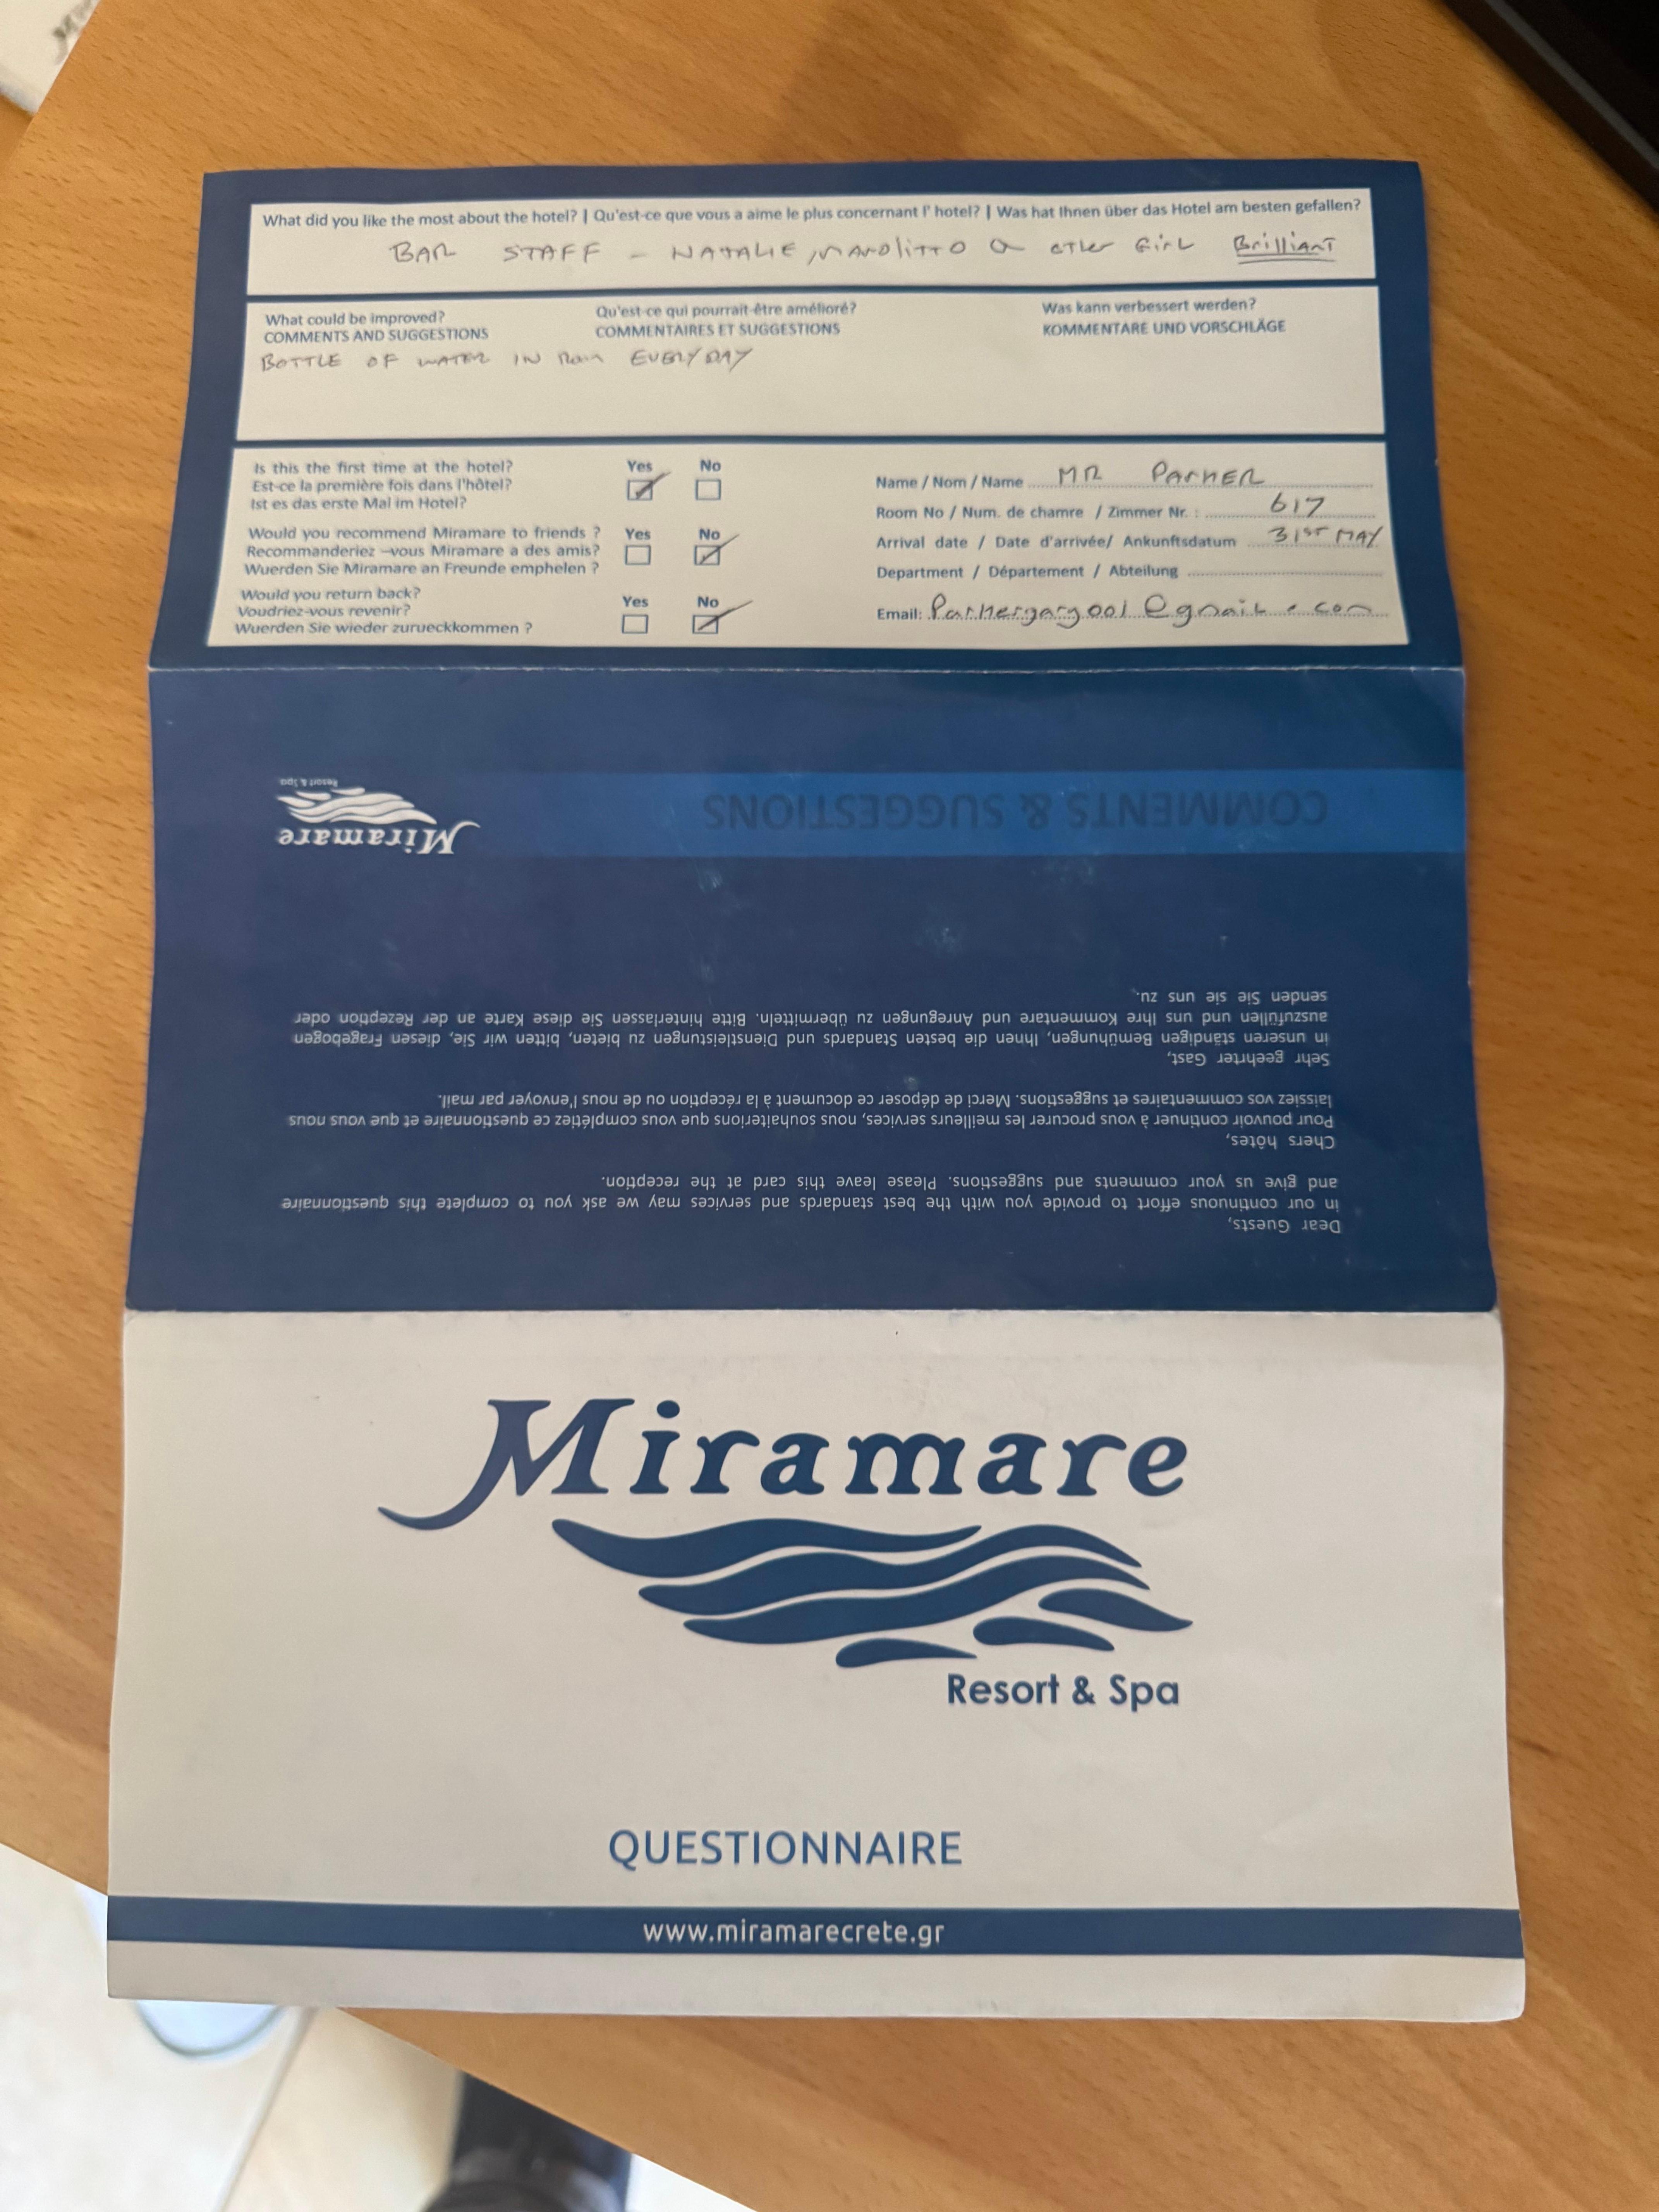 What did you like the most about the hotel? | Qu'est-ce que vous a aime le plus concernant l' hotel? | Was hat Ihnen über das Hotel am besten gefallen?
BAR STAFF - NATALIE, MANOLITTO & OTHER GIRL BrilliANT
What could be improved? Qu'est-ce qui pourrait-être amélioré? Was kann verbessert werden?
COMMENTS AND SUGGESTIONS COMMENTAIRES ET SUGGESTIONS KOMMENTARE UND VORSCHLÄGE
BOTTLE OF WATER IN Room EVERYDAY
Is this the first time at the hotel? Yes No
Est-ce la première fois dans l'hôtel?
Ist es das erste Mal im Hotel?
Would you recommend Miramare to friends ? Yes No
Recommanderiez –vous Miramare a des amis?
Wuerden Sie Miramare an Freunde emphelen ?
Would you return back? Yes No
Voudriez-vous revenir?
Wuerden Sie wieder zurueckkommen ?
Name / Nom / Name MR PARKER
Room No / Num. de chamre / Zimmer Nr. : 617
Arrival date / Date d'arrivée/ Ankunftsdatum 31ST MAY
Department / Département / Abteilung
Email: Parkergary001@gmail.com
Dear Guests,
in our continuous effort to provide you with the best standards and services may we ask you to complete this questionnaire
and give us your comments and suggestions. Please leave this card at the reception.
Chers hôtes,
Pour pouvoir continuer à vous procurer les meilleurs services, nous souhaiterions que vous complétiez ce questionnaire et que vous nous
laissiez vos commentaires et suggestions. Merci de déposer ce document à la réception ou de nous l'envoyer par mail.
Sehr geehrter Gast,
in unseren ständigen Bemühungen, Ihnen die besten Standards und Dienstleistungen zu bieten, bitten wir Sie, diesen Fragebogen
auszufüllen und uns Ihre Kommentare und Anregungen zu übermitteln. Bitte hinterlassen Sie diese Karte an der Rezeption oder
senden Sie sie uns zu.
COMMENTS & SUGGESTIONS
Miramare
Resort & Spa
Miramare
Resort & Spa
QUESTIONNAIRE
www.miramarecrete.gr